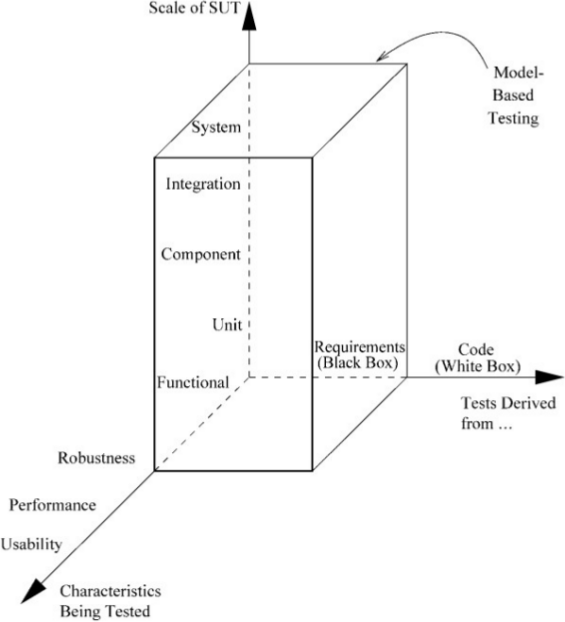 Scale of SUT
Model-
Based
Testing
System
Integration
Component
Unit
Requirements
(Black Box)
Code
(White Box)
Functional
Tests Derived
from ...
Robustness
Performance
Usability
Characteristics
Being Tested